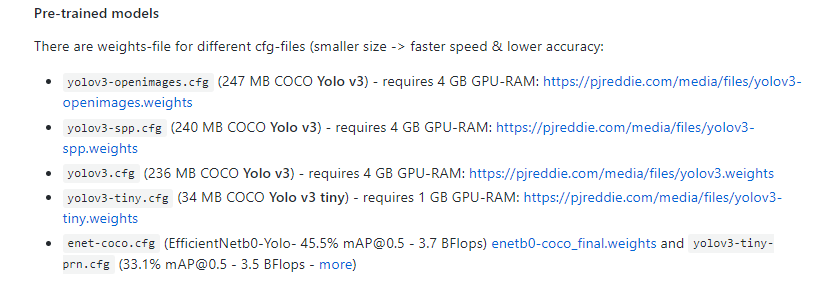 Pre-trained models
There are weights-file for different cfg-files (smaller size -> faster speed & lower accuracy:
yolov3-openimages.cfg (247 MB COCO Yolo v3) - requires 4 GB GPU-RAM: https://pjreddie.com/media/files/yolov3-
openimages.weights
yolov3-spp.cfg (240 MB COCO Yolo v3) - requires 4 GB GPU-RAM: https://pjreddie.com/media/files/yolov3-
spp.weights
yolov3.cfg (236 MB COCO Yolo v3) - requires 4 GB GPU-RAM: https://pjreddie.com/media/files/yolov3.weights
yolov3-tiny.cfg (34 MB COCO Yolo v3 tiny) - requires 1 GB GPU-RAM: https://pjreddie.com/media/files/yolov3-
tiny.weights
enet-coco.cfg (EfficientNetb0-Yolo- 45.5% mAP@0.5 - 3.7 BFlops) enetb0-coco_final.weights and yolov3-tiny-
prn.cfg (33.1% mAP@0.5 - 3.5 BFlops - more)